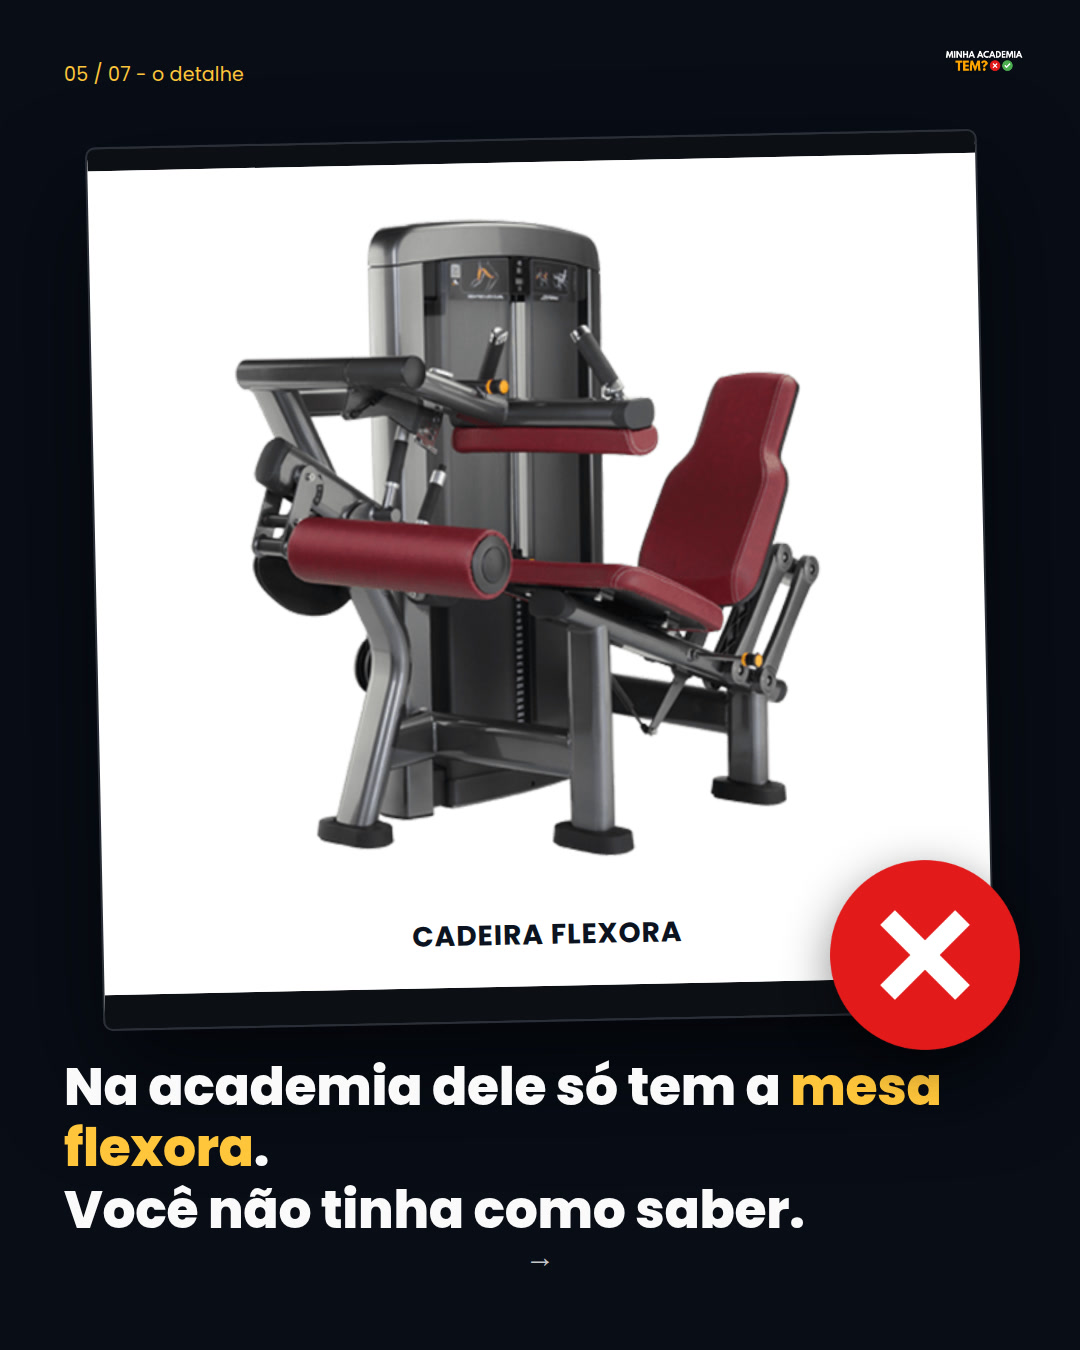 05 / 07 - o detalhe
MINHA ACADEMIA
TEM?
CADEIRA FLEXORA
Na academia dele só tem a mesa
flexora.
Você não tinha como saber.
→